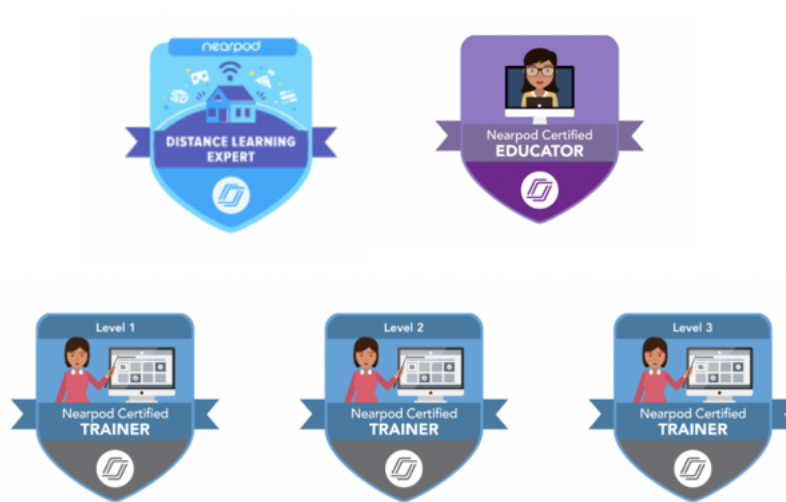 nearpod
DISTANCE LEARNING
EXPERT
Nearpod Certified
EDUCATOR
Level 1
Nearpod Certified
TRAINER
Level 2
Nearpod Certified
TRAINER
Level 3
Nearpod Certified
TRAINER